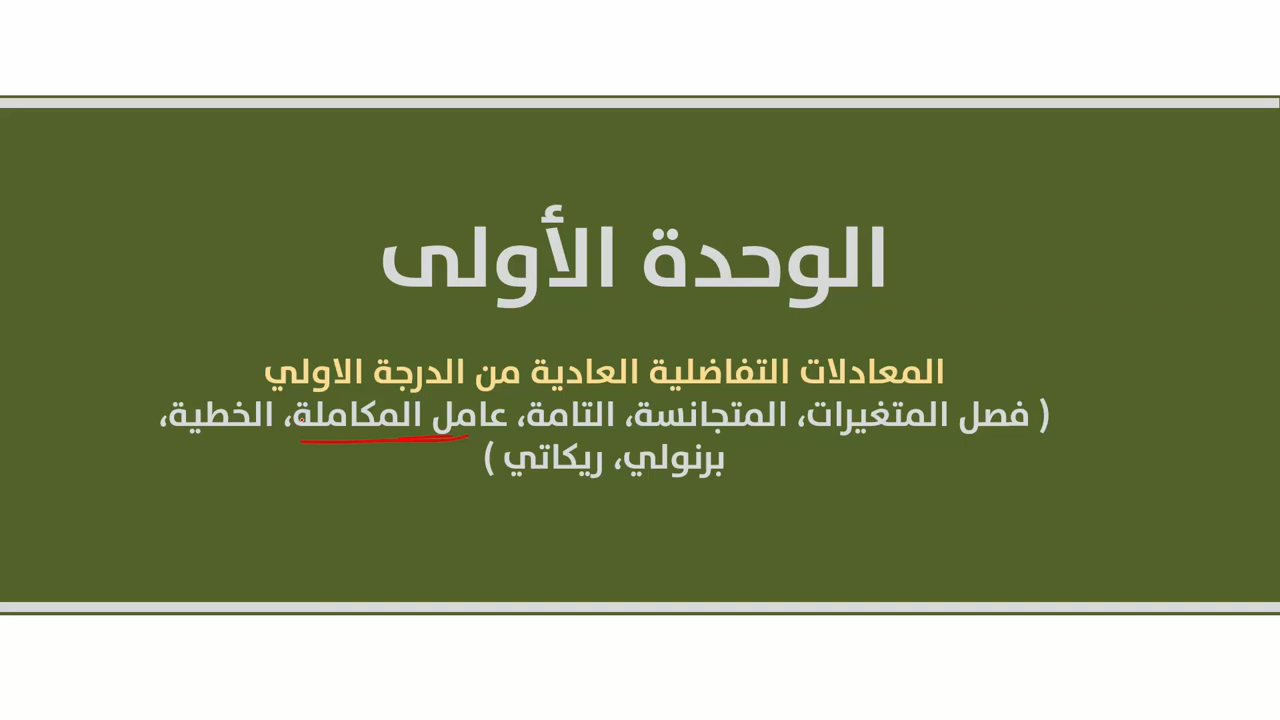 الوحدة الأولى
المعادلات التفاضلية العادية من الدرجة الاولي
( فصل المتغيرات، المتجانسة، التامة، عامل المكاملة، الخطية،
برنولي، ريكاتي )